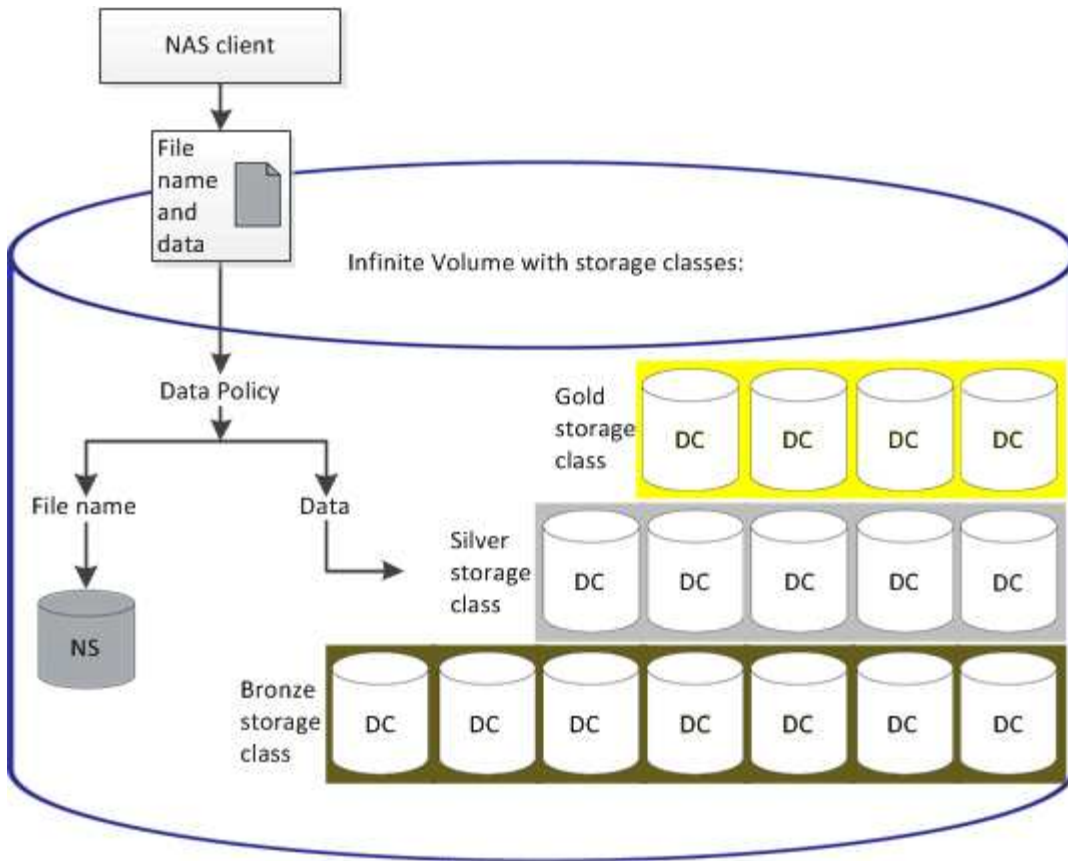 NAS client
File
name
and
data
Infinite Volume with storage classes:
Data Policy
File name
Data
NS
Gold
storage
class
DC DC DC DC
Silver
storage
class
DC DC DC DC DC
Bronze
storage
class
DC DC DC DC DC DC DC